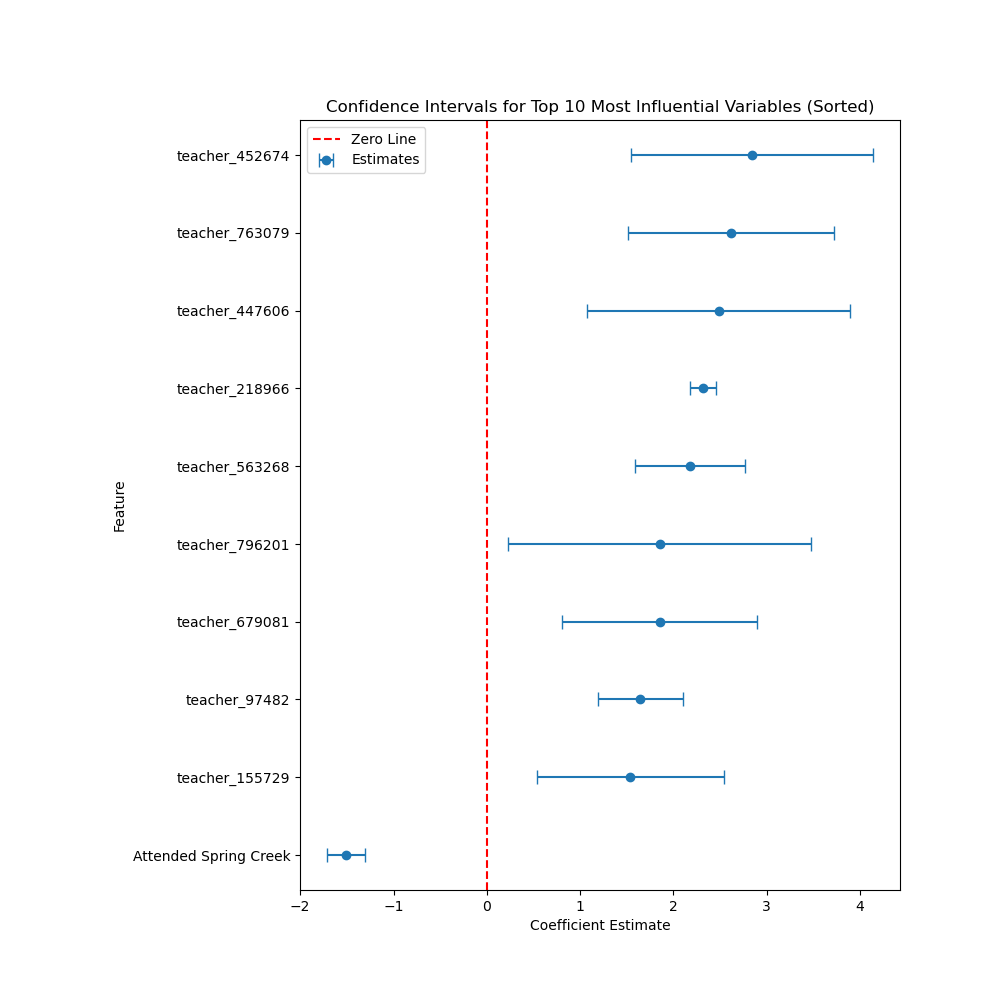 Confidence Intervals for Top 10 Most Influential Variables (Sorted)
Zero Line
Estimates
teacher_452674
teacher_763079
teacher_447606
teacher_218966
teacher_563268
teacher_796201
teacher_679081
teacher_97482
teacher_155729
Attended Spring Creek
Feature
−2 −1 0 1 2 3 4
Coefficient Estimate